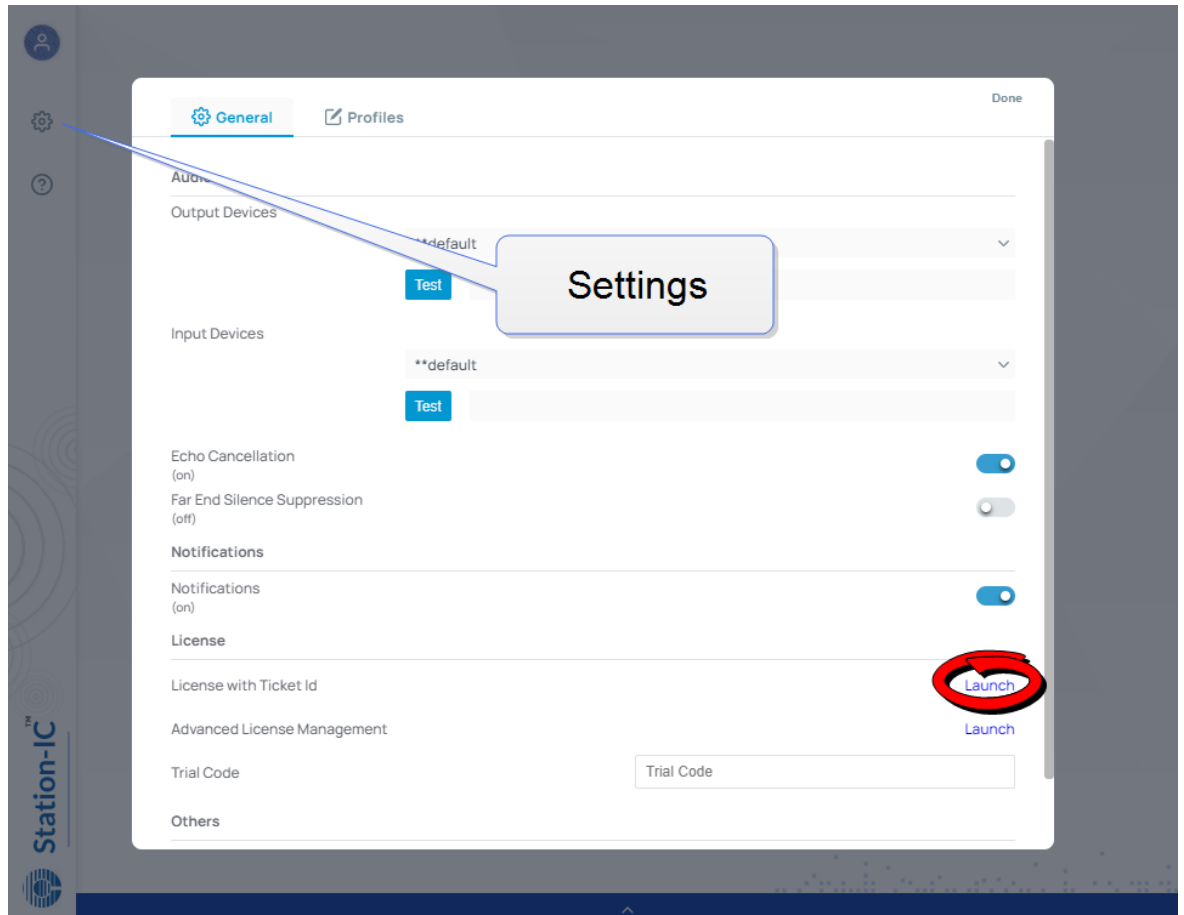 Done
General
Profiles
Audio
Output Devices
**default
Test
Settings
Input Devices
**default
Test
Echo Cancellation
(on)
Far End Silence Suppression
(off)
Notifications
Notifications
(on)
License
License with Ticket Id
Launch
Advanced License Management
Launch
Trial Code
Trial Code
Others
Station-IC™